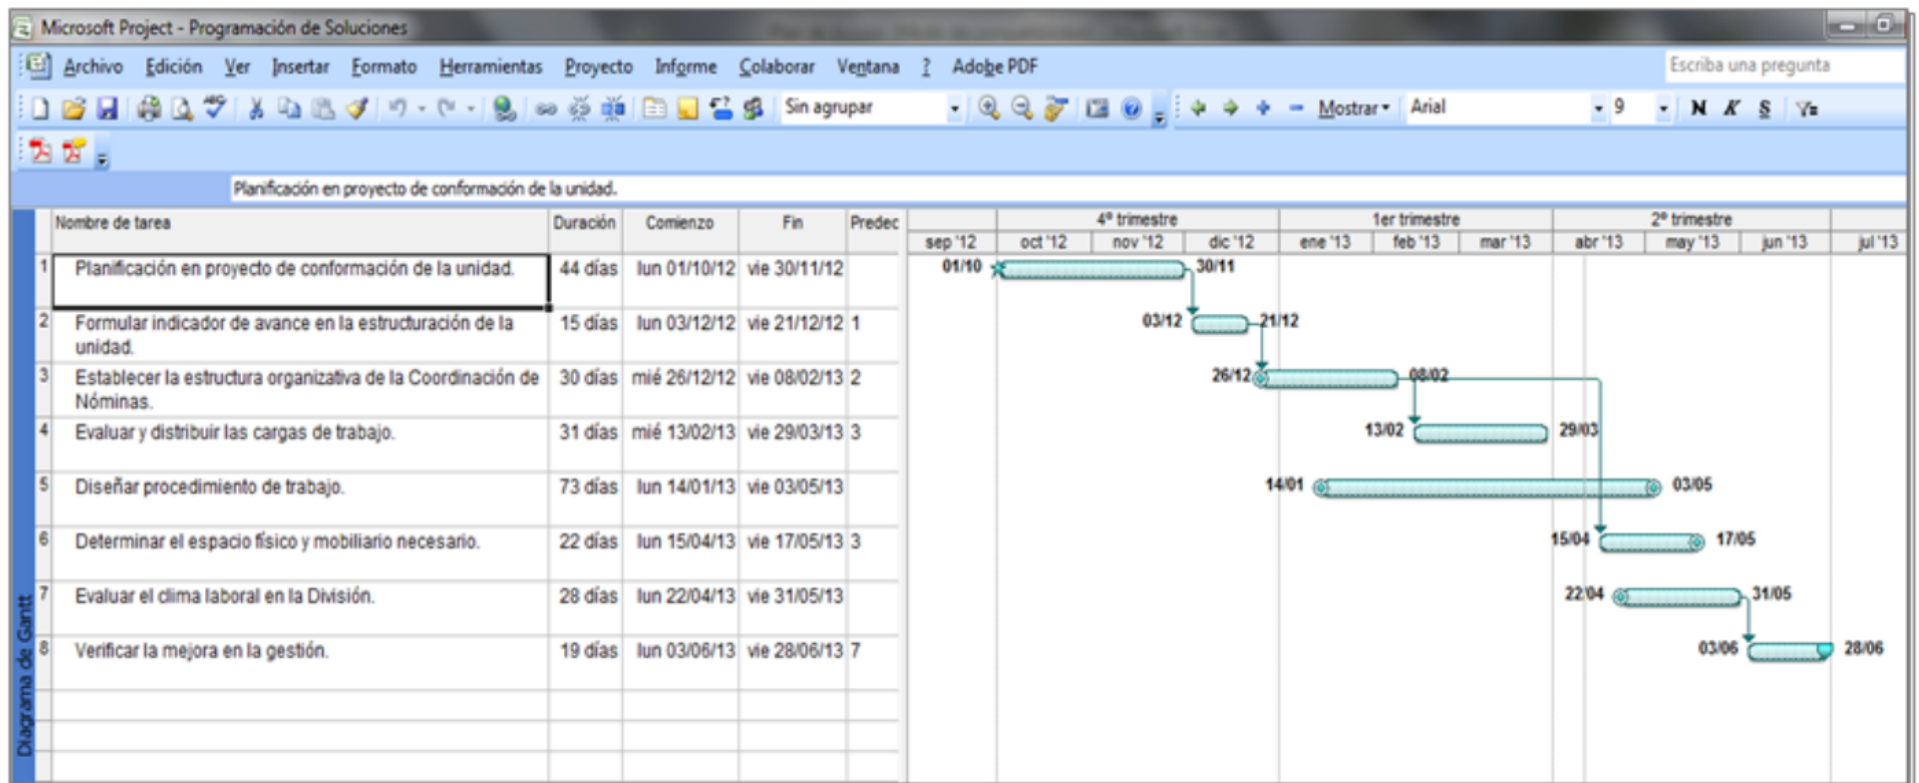 Microsoft Project - Programación de Soluciones
Archivo Edición Ver Insertar Formato Herramientas Proyecto Informe Colaborar Ventana ? Adobe PDF Escriba una pregunta
Sin agrupar Mostrar Arial 9 N K S
Planificación en proyecto de conformación de la unidad.
Nombre de tarea Duración Comienzo Fin Predec
4º trimestre 1er trimestre 2º trimestre
sep '12 oct '12 nov '12 dic '12 ene '13 feb '13 mar '13 abr '13 may '13 jun '13 jul '13
1 Planificación en proyecto de conformación de la unidad. 44 días lun 01/10/12 vie 30/11/12 01/10 30/11
2 Formular indicador de avance en la estructuración de la 15 días lun 03/12/12 vie 21/12/12 1 03/12 21/12
unidad.
3 Establecer la estructura organizativa de la Coordinación de 30 días mié 26/12/12 vie 08/02/13 2 26/12 08/02
Nóminas.
4 Evaluar y distribuir las cargas de trabajo. 31 días mié 13/02/13 vie 29/03/13 3 13/02 29/03
5 Diseñar procedimiento de trabajo. 73 días lun 14/01/13 vie 03/05/13 14/01 03/05
6 Determinar el espacio físico y mobiliario necesario. 22 días lun 15/04/13 vie 17/05/13 3 15/04 17/05
7 Evaluar el clima laboral en la División. 28 días lun 22/04/13 vie 31/05/13 22/04 31/05
8 Verificar la mejora en la gestión. 19 días lun 03/06/13 vie 28/06/13 7 03/06 28/06
Diagrama de Gantt